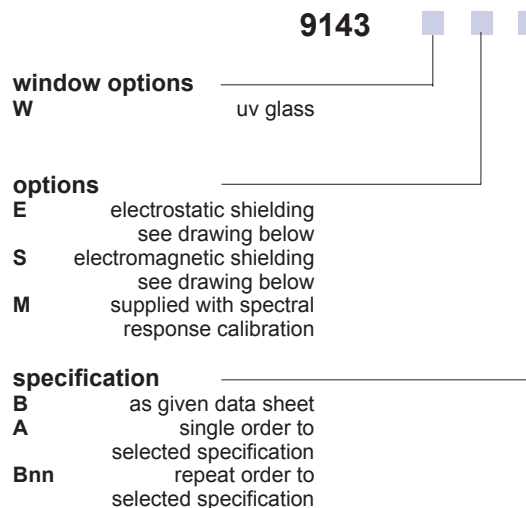 9143
window options
W uv glass
options
E electrostatic shielding
see drawing below
S electromagnetic shielding
see drawing below
M supplied with spectral
response calibration
specification
B as given data sheet
A single order to
selected specification
Bnn repeat order to
selected specification